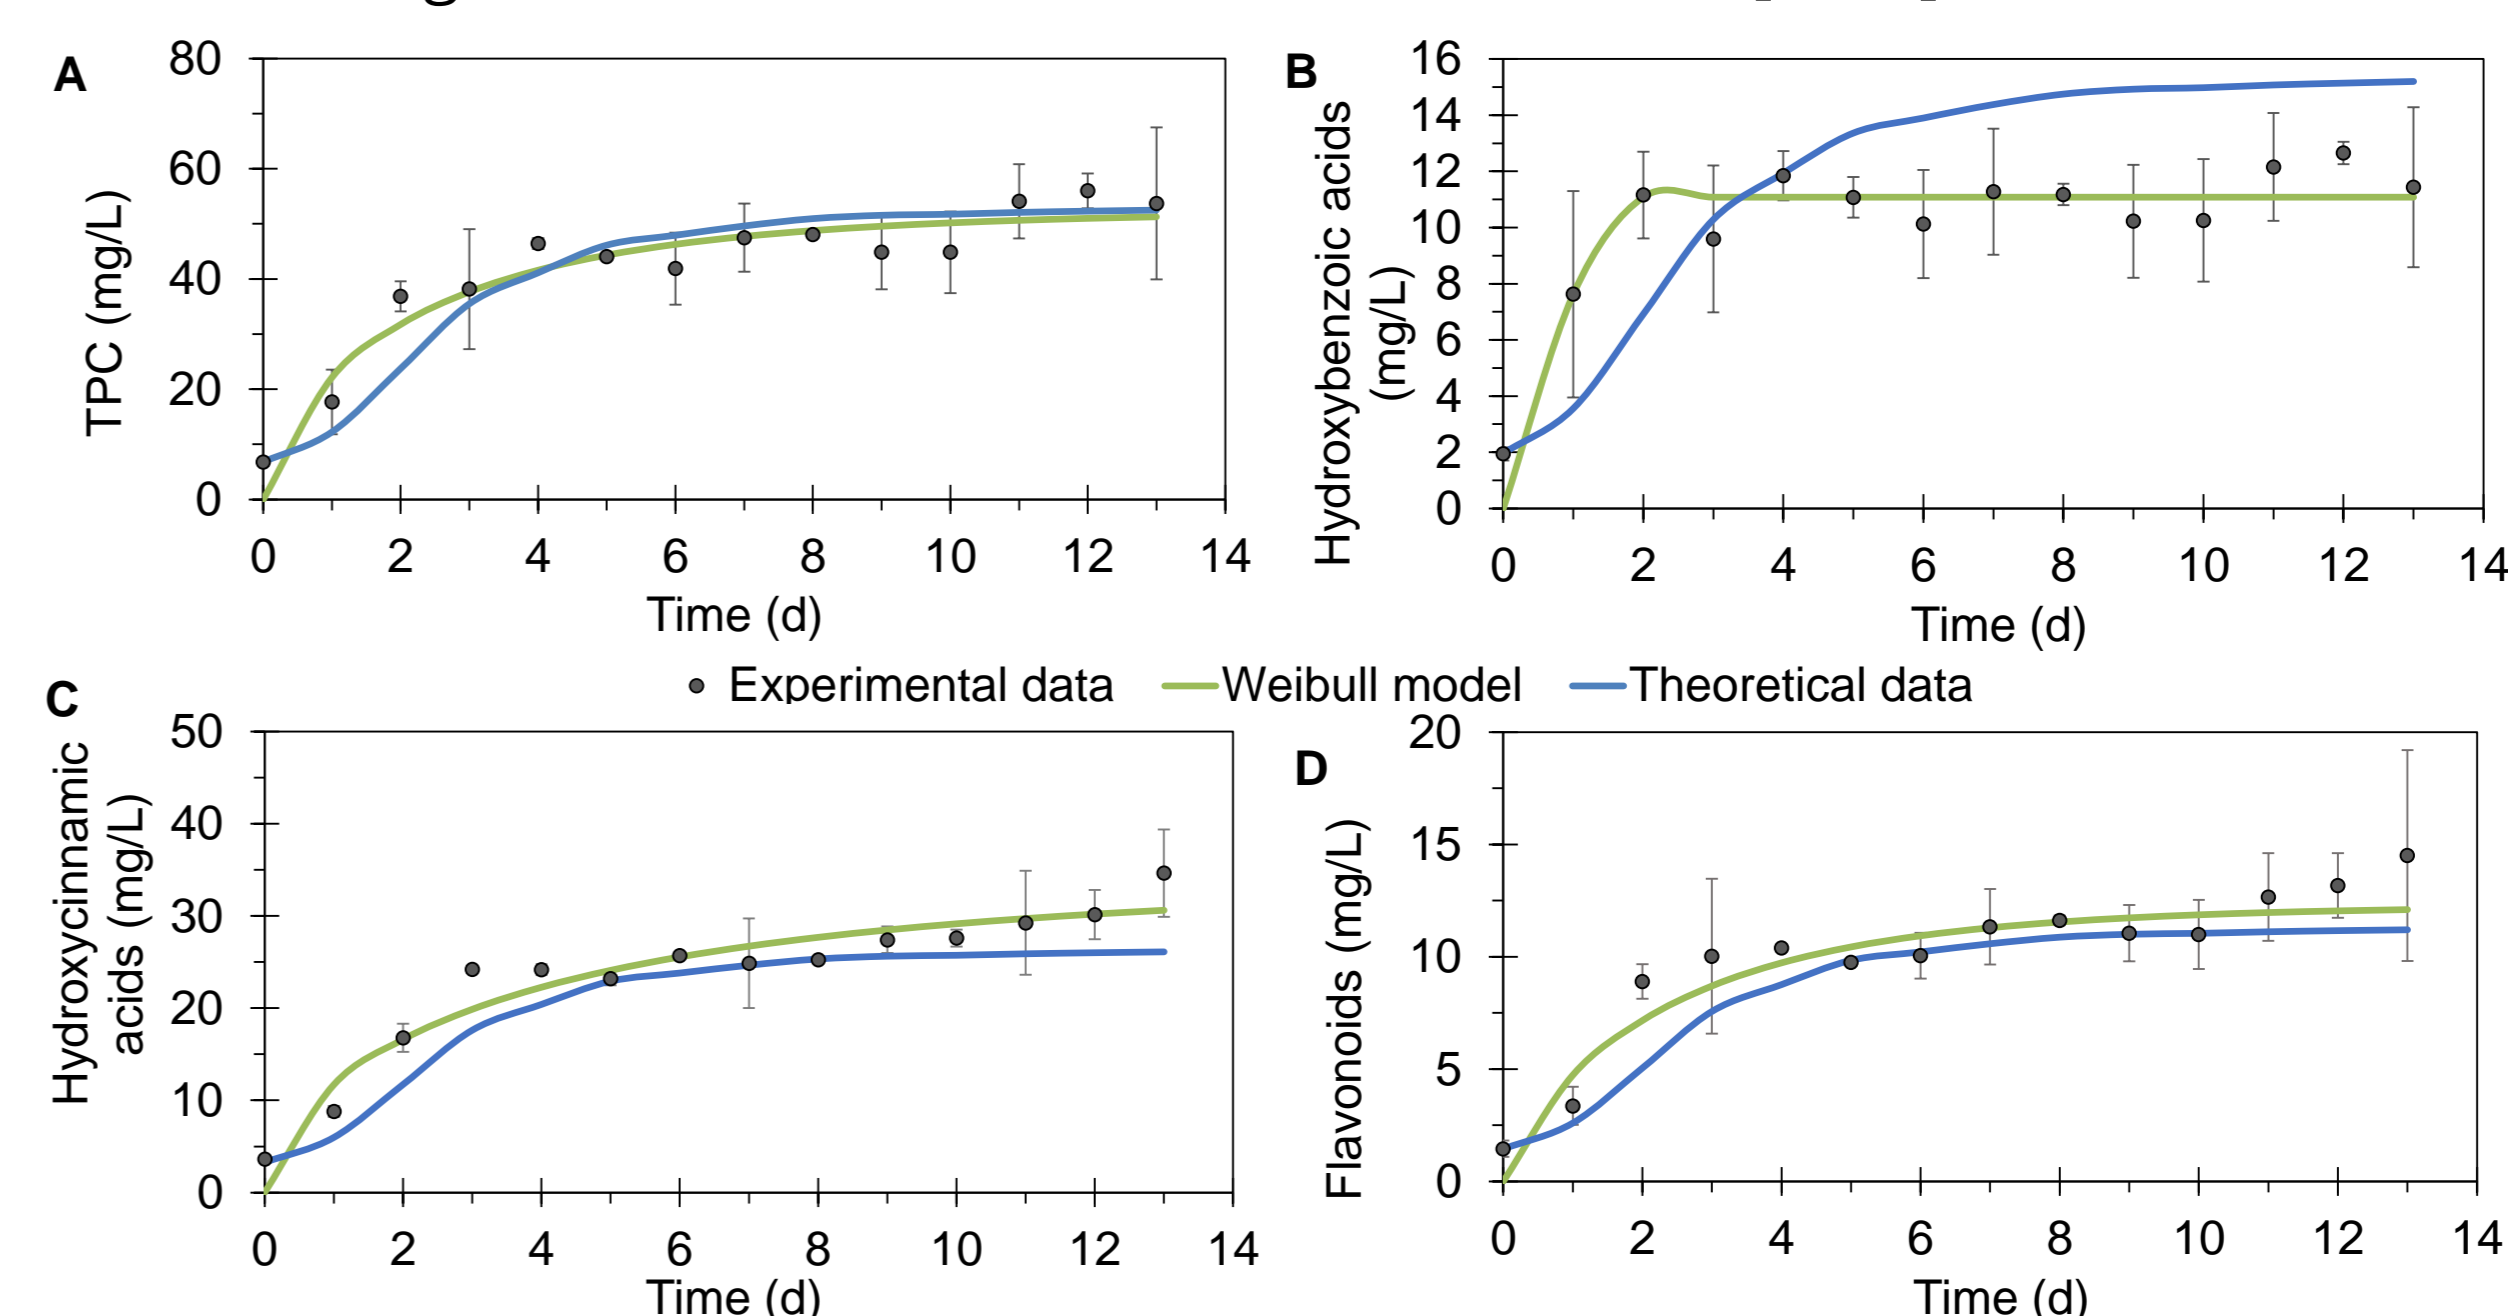 A
80
60
40
20
0
TPC (mg/L)
0 2 4 6 8 10 12 14
Time (d)
B
16
14
12
10
8
6
4
2
0
Hydroxybenzoic acids
(mg/L)
0 2 4 6 8 10 12 14
Time (d)
Experimental data Weibull model Theoretical data
C
50
40
30
20
10
0
Hydroxycinnamic
acids (mg/L)
0 2 4 6 8 10 12 14
Time (d)
D
20
15
10
5
0
Flavonoids (mg/L)
0 2 4 6 8 10 12 14
Time (d)